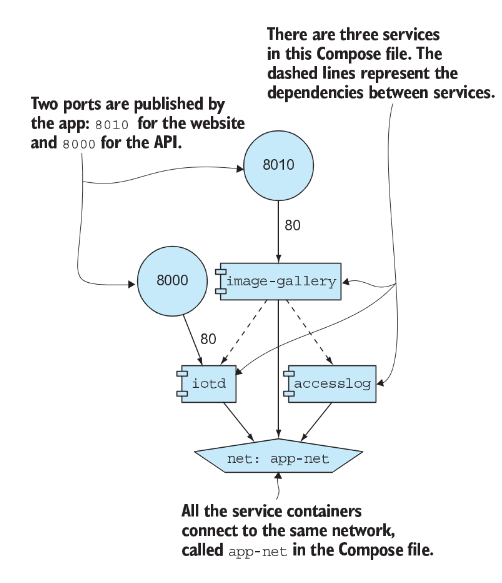 There are three services
in this Compose file. The
dashed lines represent the
dependencies between services.
Two ports are published by
the app: 8010 for the website
and 8000 for the API.
8010
80
8000
image-gallery
80
iotd
accesslog
net: app-net
All the service containers
connect to the same network,
called app-net in the Compose file.